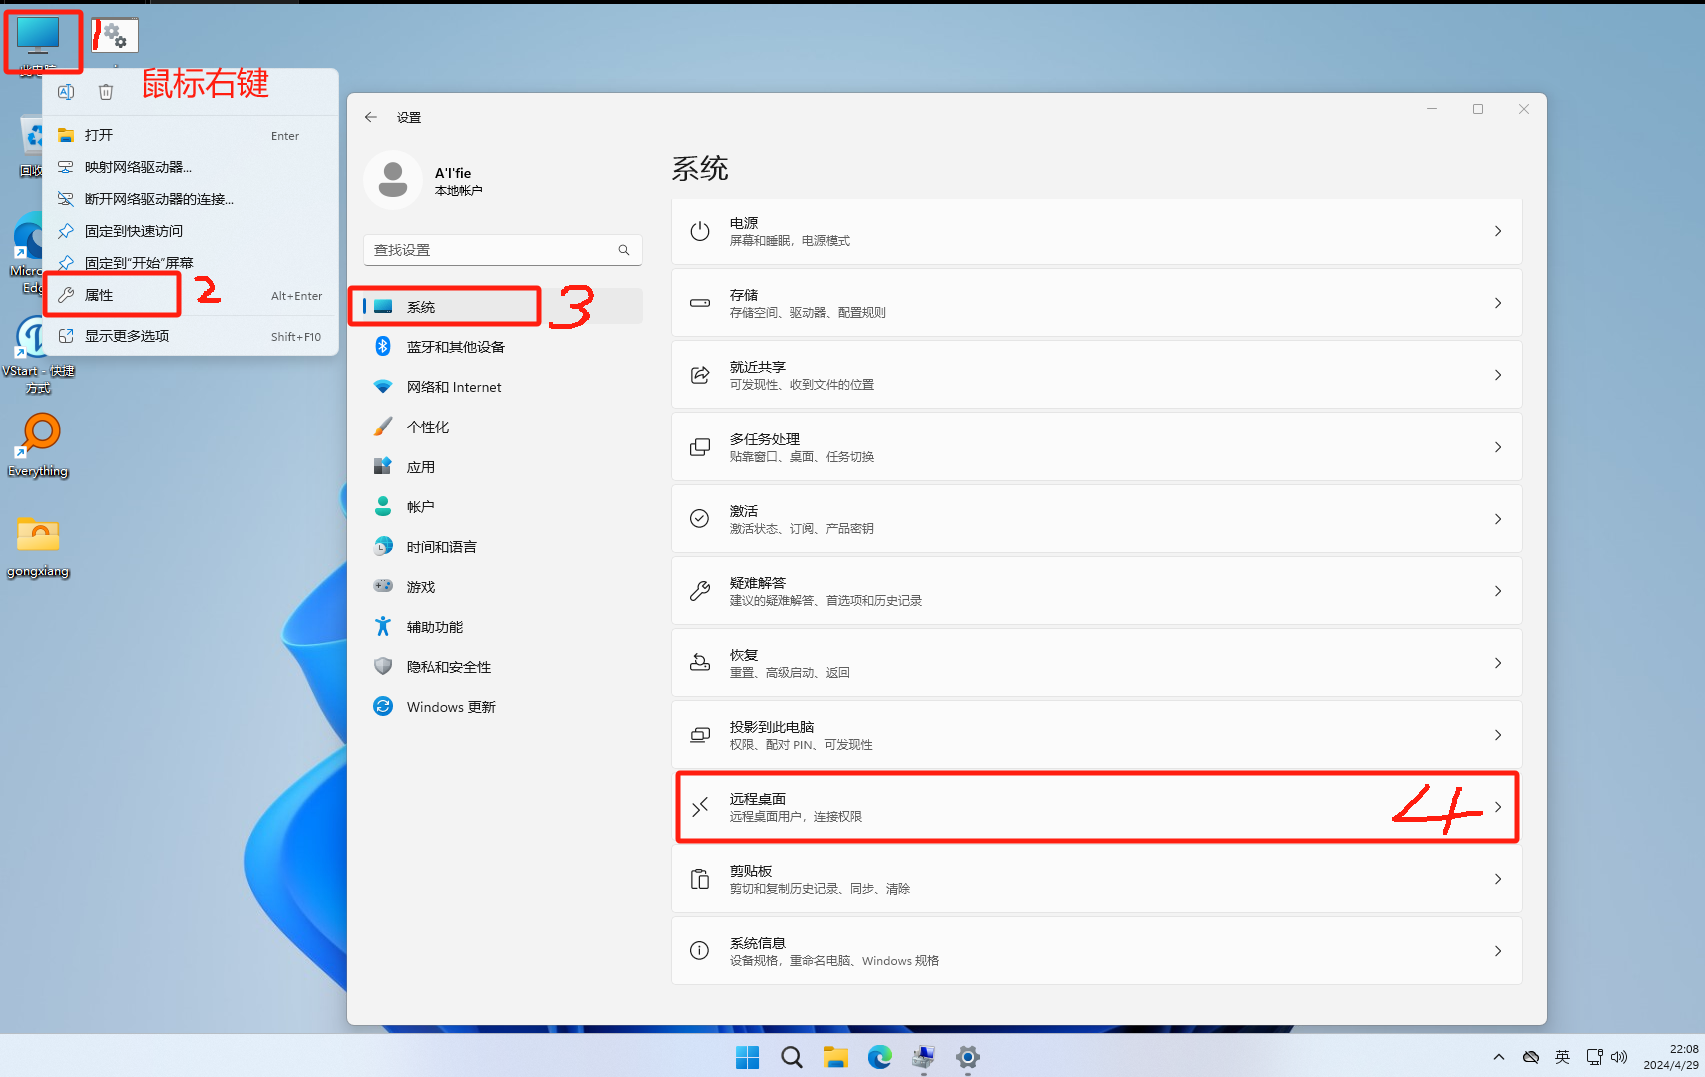 1
鼠标右键
打开 Enter
映射网络驱动器...
断开网络驱动器的连接...
固定到快速访问
固定到"开始"屏幕
属性 Alt+Enter
2
显示更多选项 Shift+F10
VStart - 快捷
方式
Everything
gongxiang
设置
A'l'fie
本地帐户
查找设置
系统
3
蓝牙和其他设备
网络和 Internet
个性化
应用
帐户
时间和语言
游戏
辅助功能
隐私和安全性
Windows 更新
系统
电源
屏幕和睡眠，电源模式
存储
存储空间、驱动器、配置规则
就近共享
可发现性、收到文件的位置
多任务处理
贴靠窗口、桌面、任务切换
激活
激活状态、订阅、产品密钥
疑难解答
建议的疑难解答、首选项和历史记录
恢复
重置、高级启动、返回
投影到此电脑
权限、配对 PIN、可发现性
远程桌面
远程桌面用户，连接权限
4
剪贴板
剪切和复制历史记录、同步、清除
系统信息
设备规格，重命名电脑、Windows 规格
英
22:08
2024/4/29